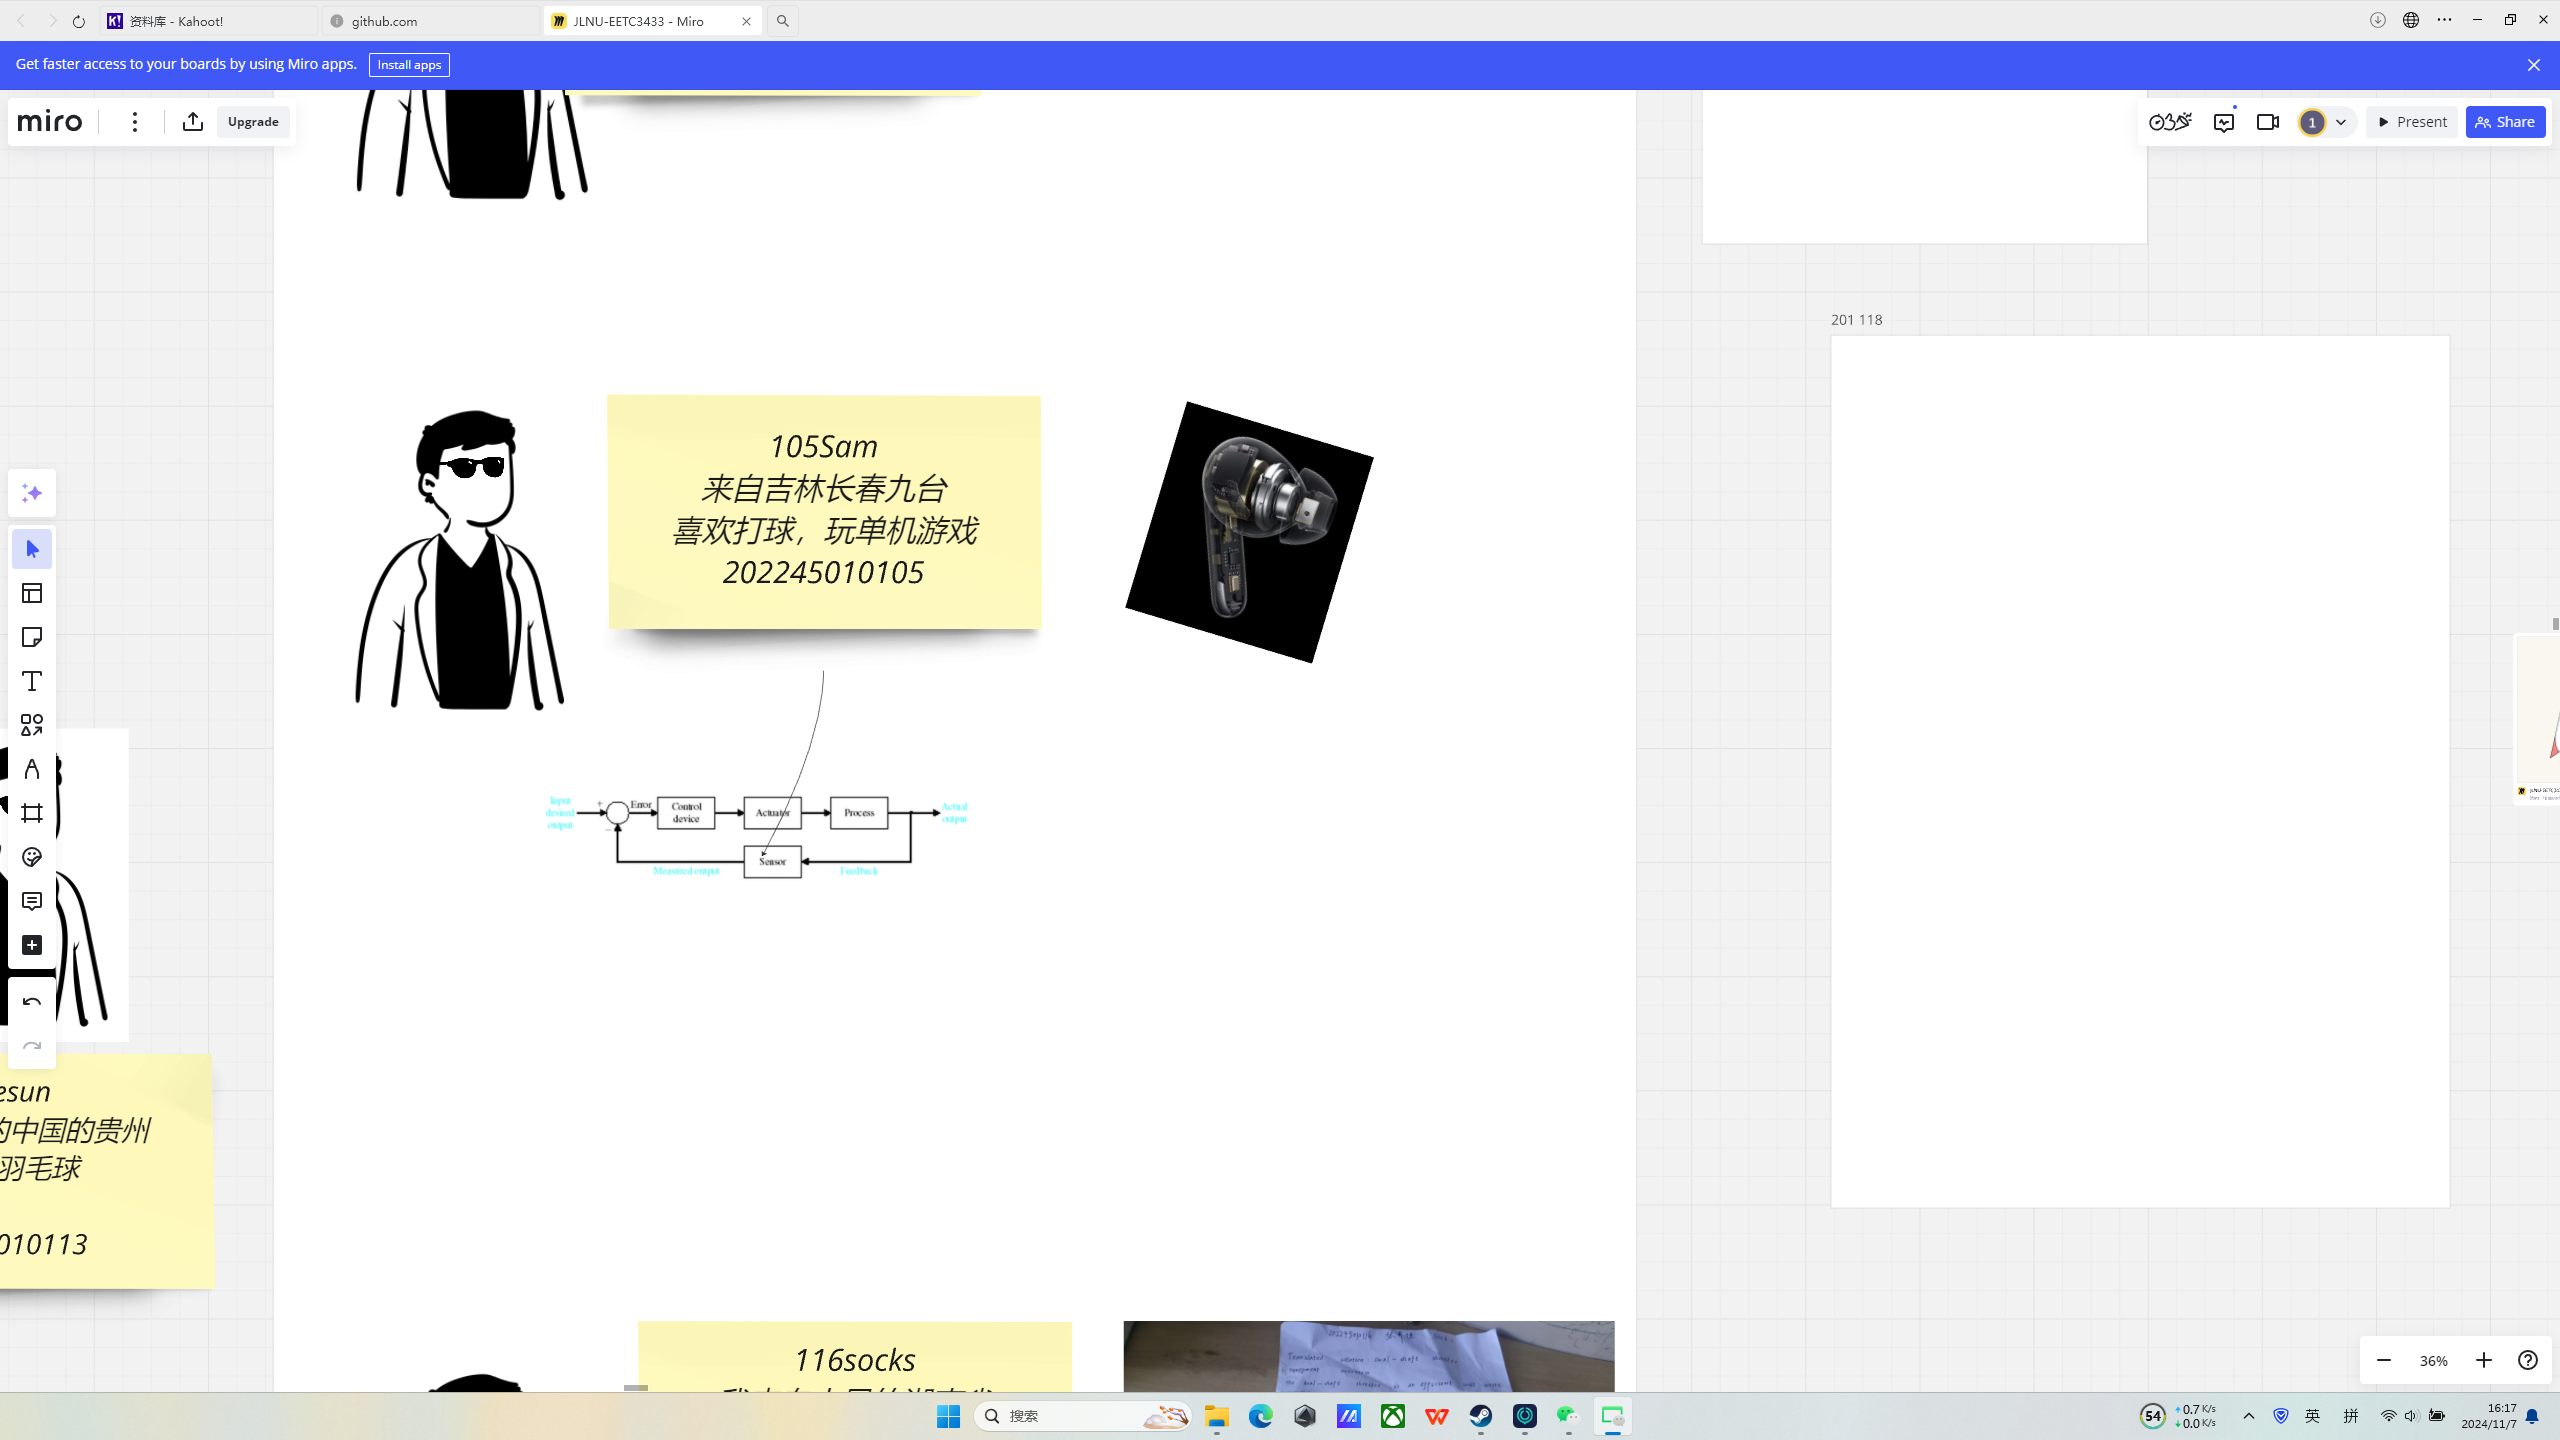 资料库 - Kahoot!
github.com
JLNU-EETC3433 - Miro
Get faster access to your boards by using Miro apps.
Install apps
miro
Upgrade
1
Present
Share
201 118
105Sam
来自吉林长春九台
喜欢打球，玩单机游戏
202245010105
Input
desired
output
+
Error
Control
device
Actuator
Process
Actual
output
Sensor
Measured output
Feedback
esun
的中国的贵州
羽毛球
010113
116socks
36%
搜索
54
0.7 K/s
0.0 K/s
英
拼
16:17
2024/11/7